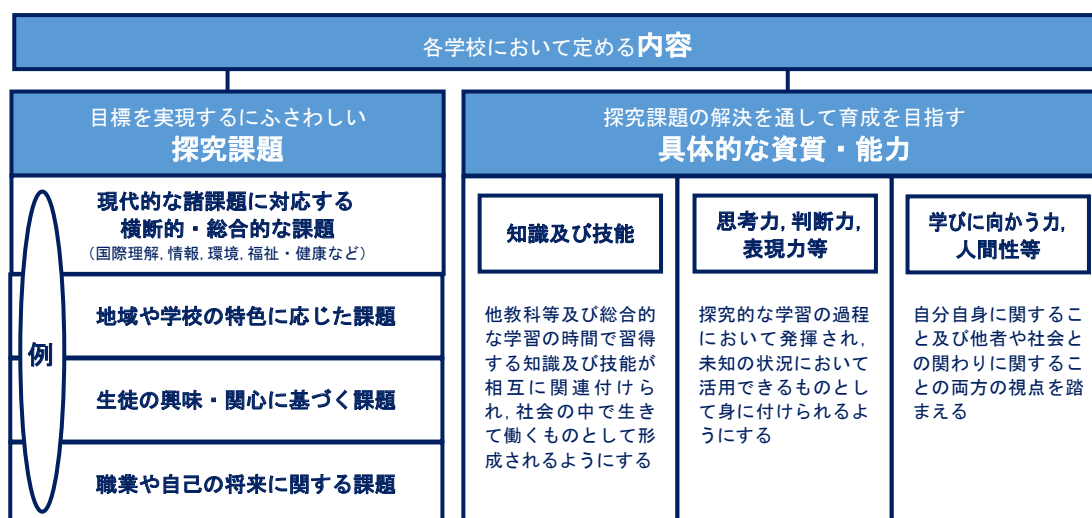 各学校において定める内容
目標を実現するにふさわしい
探究課題
例
現代的な諸課題に対応する
横断的・総合的な課題
（国際理解, 情報, 環境, 福祉・健康など）
地域や学校の特色に応じた課題
生徒の興味・関心に基づく課題
職業や自己の将来に関する課題
探究課題の解決を通して育成を目指す
具体的な資質・能力
知識及び技能
他教科等及び総合的
な学習の時間で習得
する知識及び技能が
相互に関連付けら
れ, 社会の中で生き
て働くものとして形
成されるようにする
思考力, 判断力,
表現力等
探究的な学習の過程
において発揮され,
未知の状況において
活用できるものとし
て身に付けられるよ
うにする
学びに向かう力,
人間性等
自分自身に関するこ
と及び他者や社会と
の関わりに関するこ
との両方の視点を踏
まえる